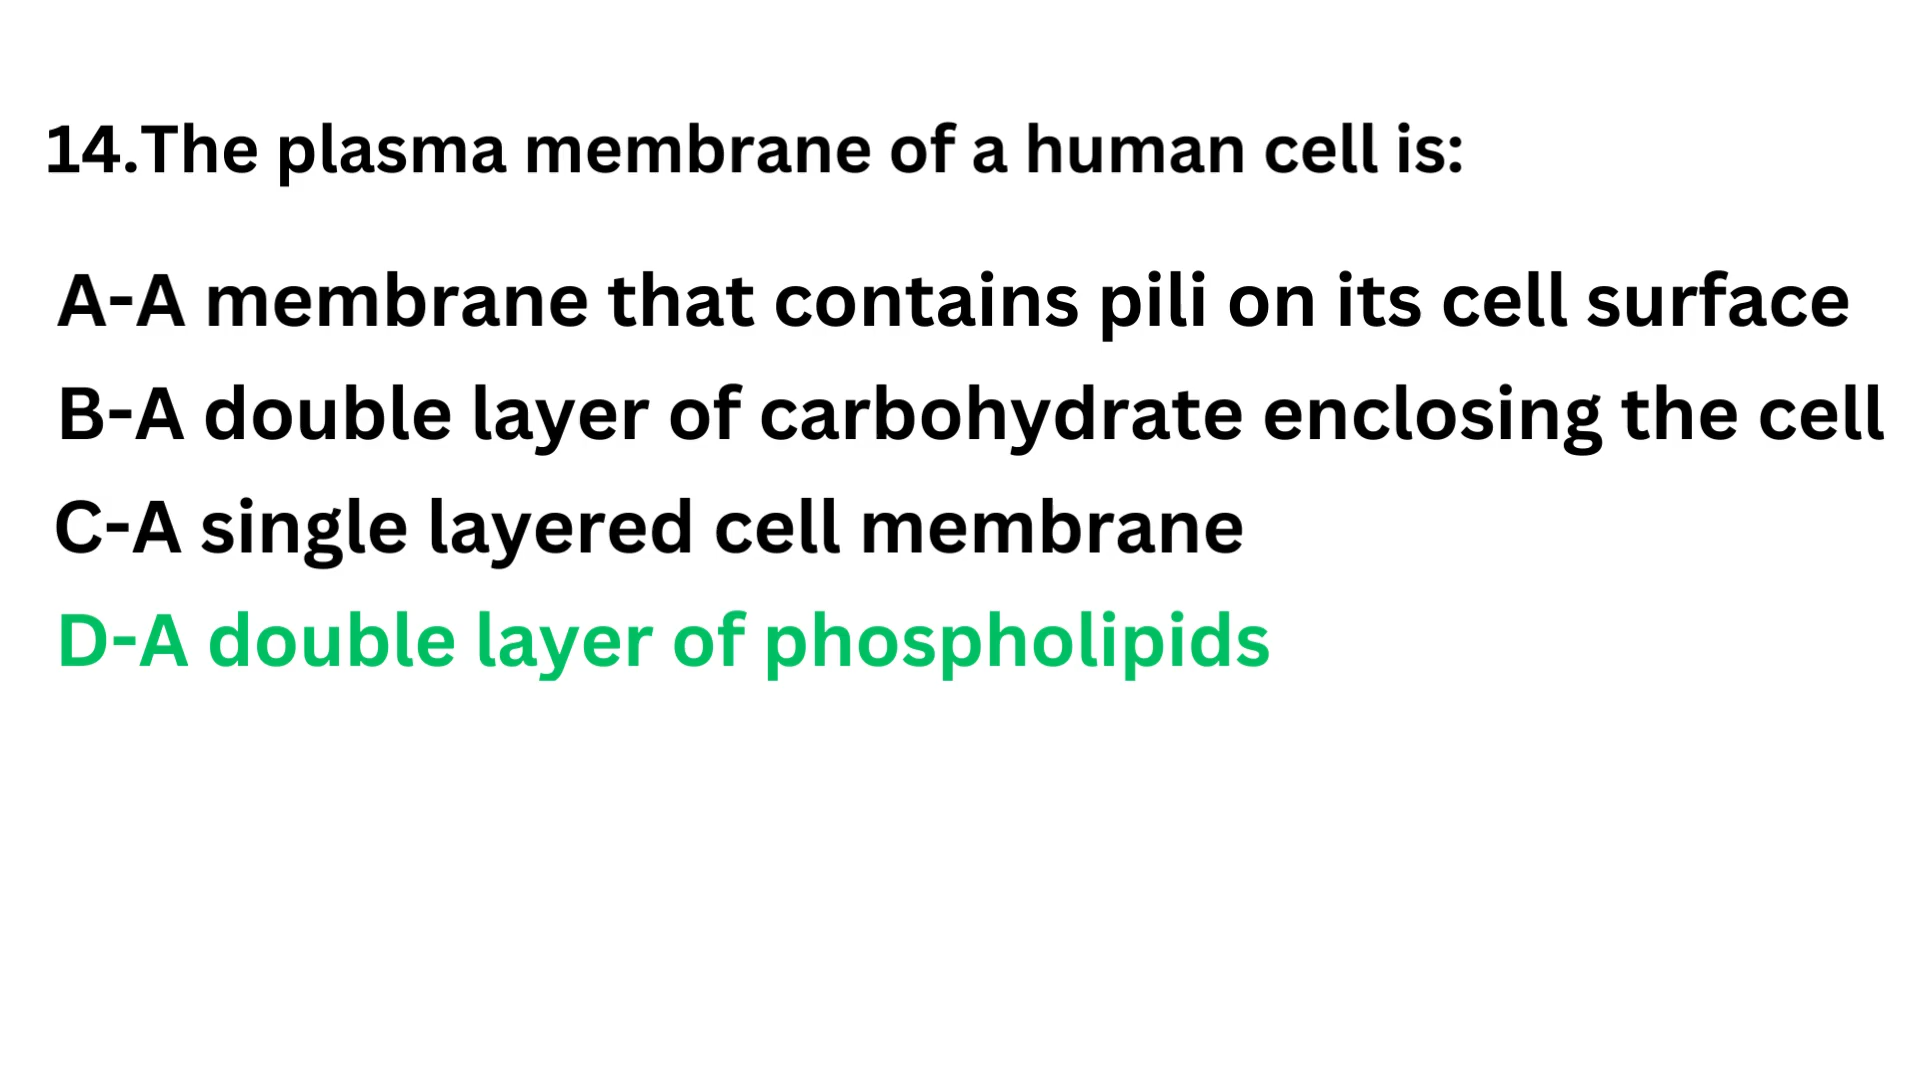 14.The plasma membrane of a human cell is:
A-A membrane that contains pili on its cell surface
B-A double layer of carbohydrate enclosing the cell
C-A single layered cell membrane
D-A double layer of phospholipids